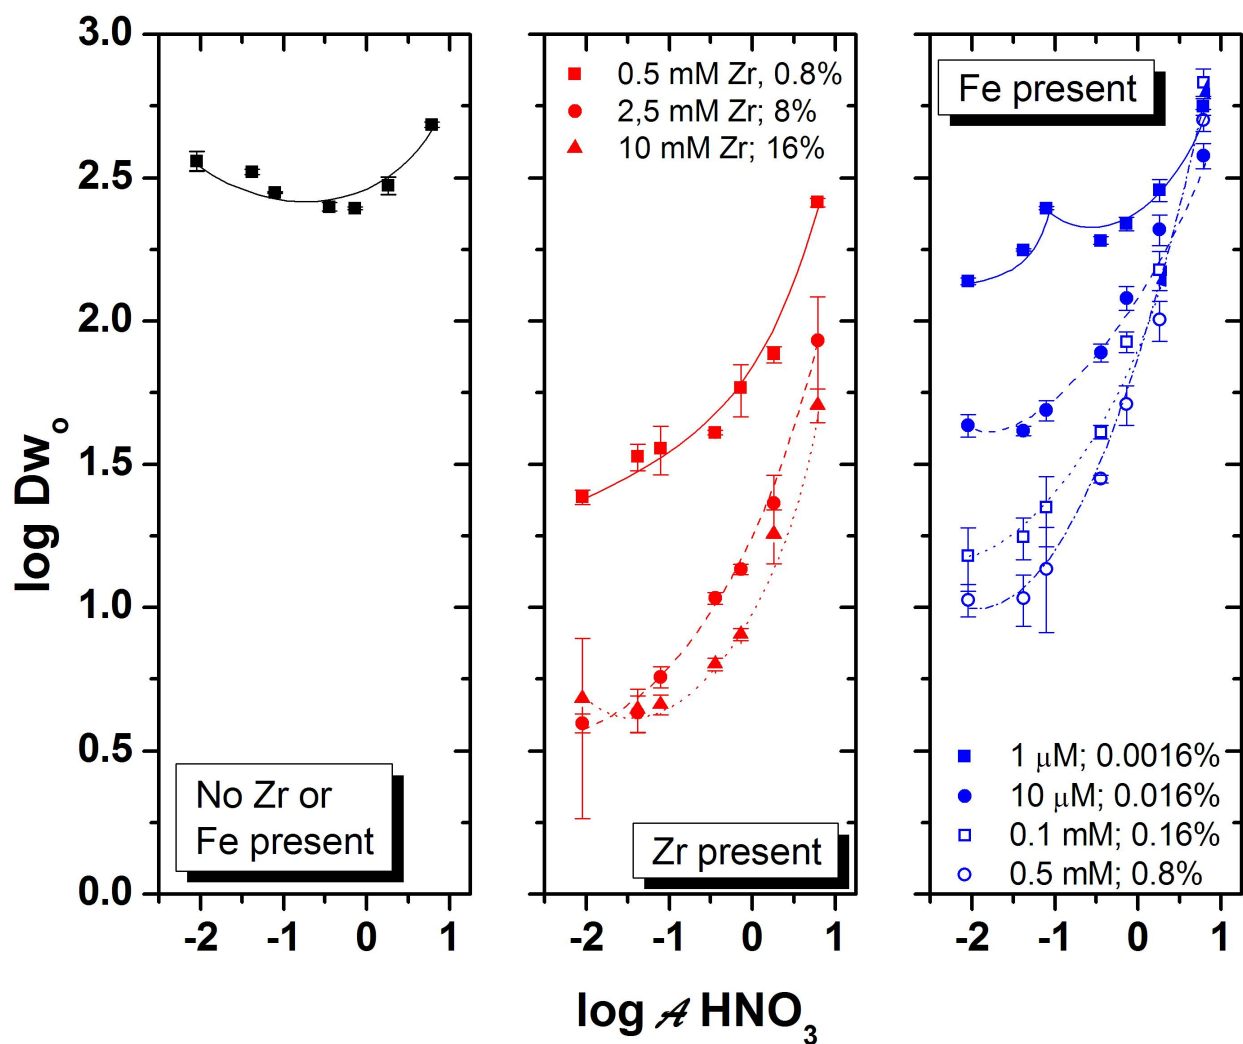 log Dwₒ
3.0
2.5
2.0
1.5
1.0
0.5
0.0
No Zr or
Fe present
-2 -1 0 1
0.5 mM Zr, 0.8%
2,5 mM Zr; 8%
10 mM Zr; 16%
Zr present
-2 -1 0 1
Fe present
1 μM; 0.0016%
10 μM; 0.016%
0.1 mM; 0.16%
0.5 mM; 0.8%
-2 -1 0 1
log 𝒜 HNO₃